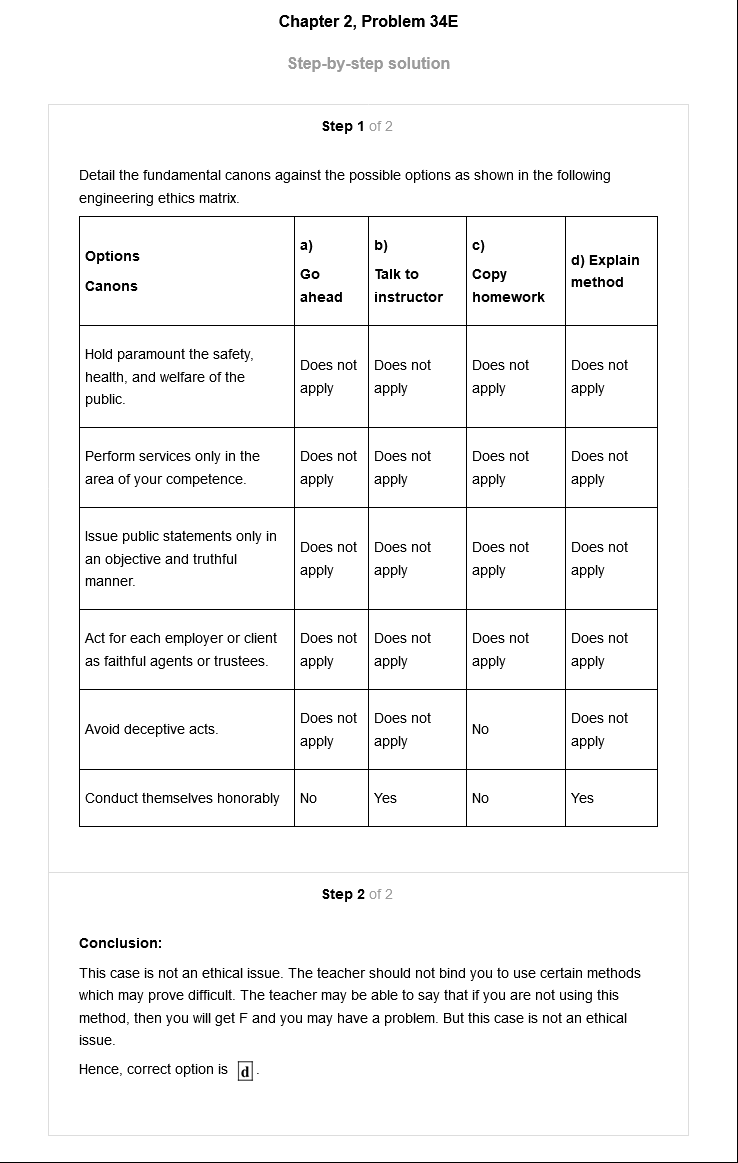 Chapter 2, Problem 34E
Step-by-step solution
Step 1 of 2
Detail the fundamental canons against the possible options as shown in the following
engineering ethics matrix.
Options
Canons
a)
Go
ahead
b)
Talk to
instructor
c)
Copy
homework
d) Explain
method
Hold paramount the safety,
health, and welfare of the
public.
Does not
apply
Does not
apply
Does not
apply
Does not
apply
Perform services only in the
area of your competence.
Does not
apply
Does not
apply
Does not
apply
Does not
apply
Issue public statements only in
an objective and truthful
manner.
Does not
apply
Does not
apply
Does not
apply
Does not
apply
Act for each employer or client
as faithful agents or trustees.
Does not
apply
Does not
apply
Does not
apply
Does not
apply
Avoid deceptive acts.
Does not
apply
Does not
apply
No
Does not
apply
Conduct themselves honorably
No
Yes
No
Yes
Step 2 of 2
Conclusion:
This case is not an ethical issue. The teacher should not bind you to use certain methods
which may prove difficult. The teacher may be able to say that if you are not using this
method, then you will get F and you may have a problem. But this case is not an ethical
issue.
Hence, correct option is d.